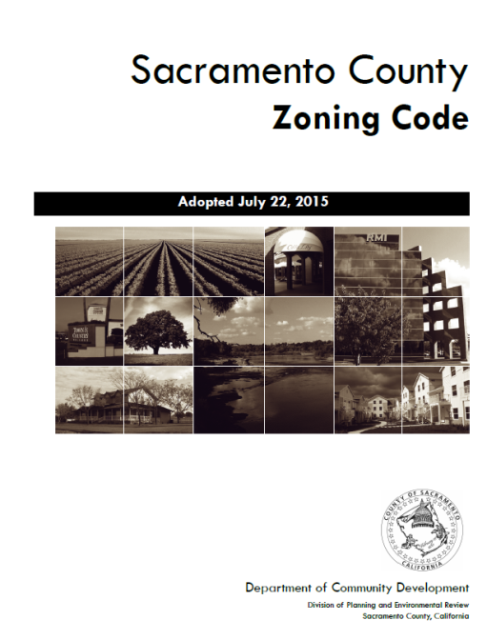 Sacramento County
Zoning Code
Adopted July 22, 2015
RMI
COUNTY OF SACRAMENTO
CALIFORNIA
Department of Community Development
Division of Planning and Environmental Review
Sacramento County, California